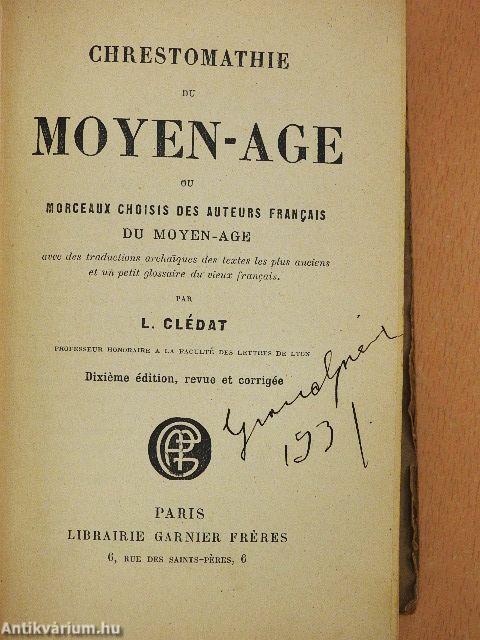 CHRESTOMATHIE
DU
MOYEN-AGE
OU
MORCEAUX CHOISIS DES AUTEURS FRANÇAIS
DU MOYEN-AGE
avec des traductions archaïques des textes les plus anciens
et un petit glossaire du vieux français.
PAR
L. CLÉDAT
PROFESSEUR HONORAIRE A LA FACULTÉ DES LETTRES DE LYON
Dixième édition, revue et corrigée
1931
PARIS
LIBRAIRIE GARNIER FRÈRES
6, RUE DES SAINTS-PÈRES, 6
Antikvárium.hu